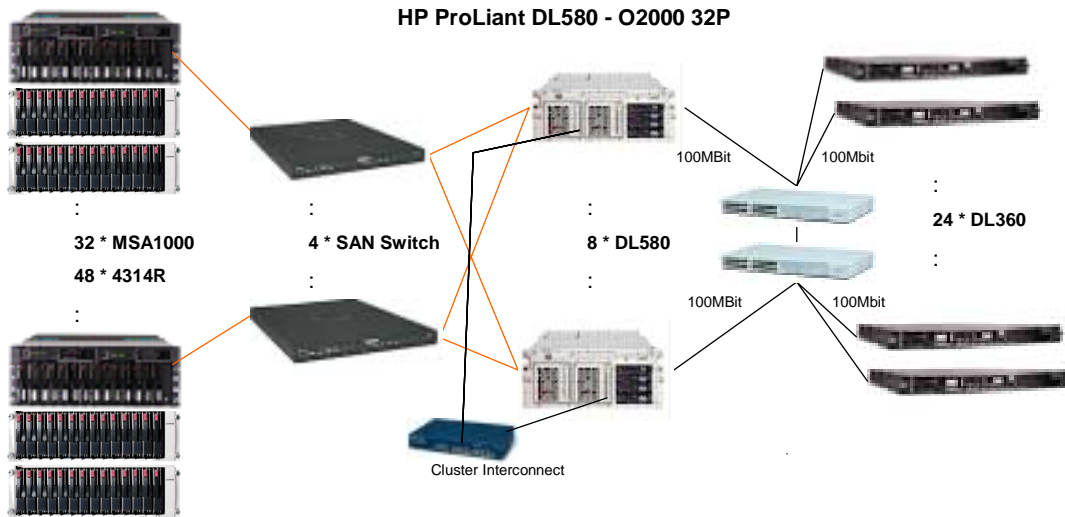 HP ProLiant DL580 - O2000 32P
100MBit
100Mbit
:
:
:
:
32 * MSA1000
4 * SAN Switch
8 * DL580
24 * DL360
48 * 4314R
:
:
:
:
100MBit
100Mbit
Cluster Interconnect